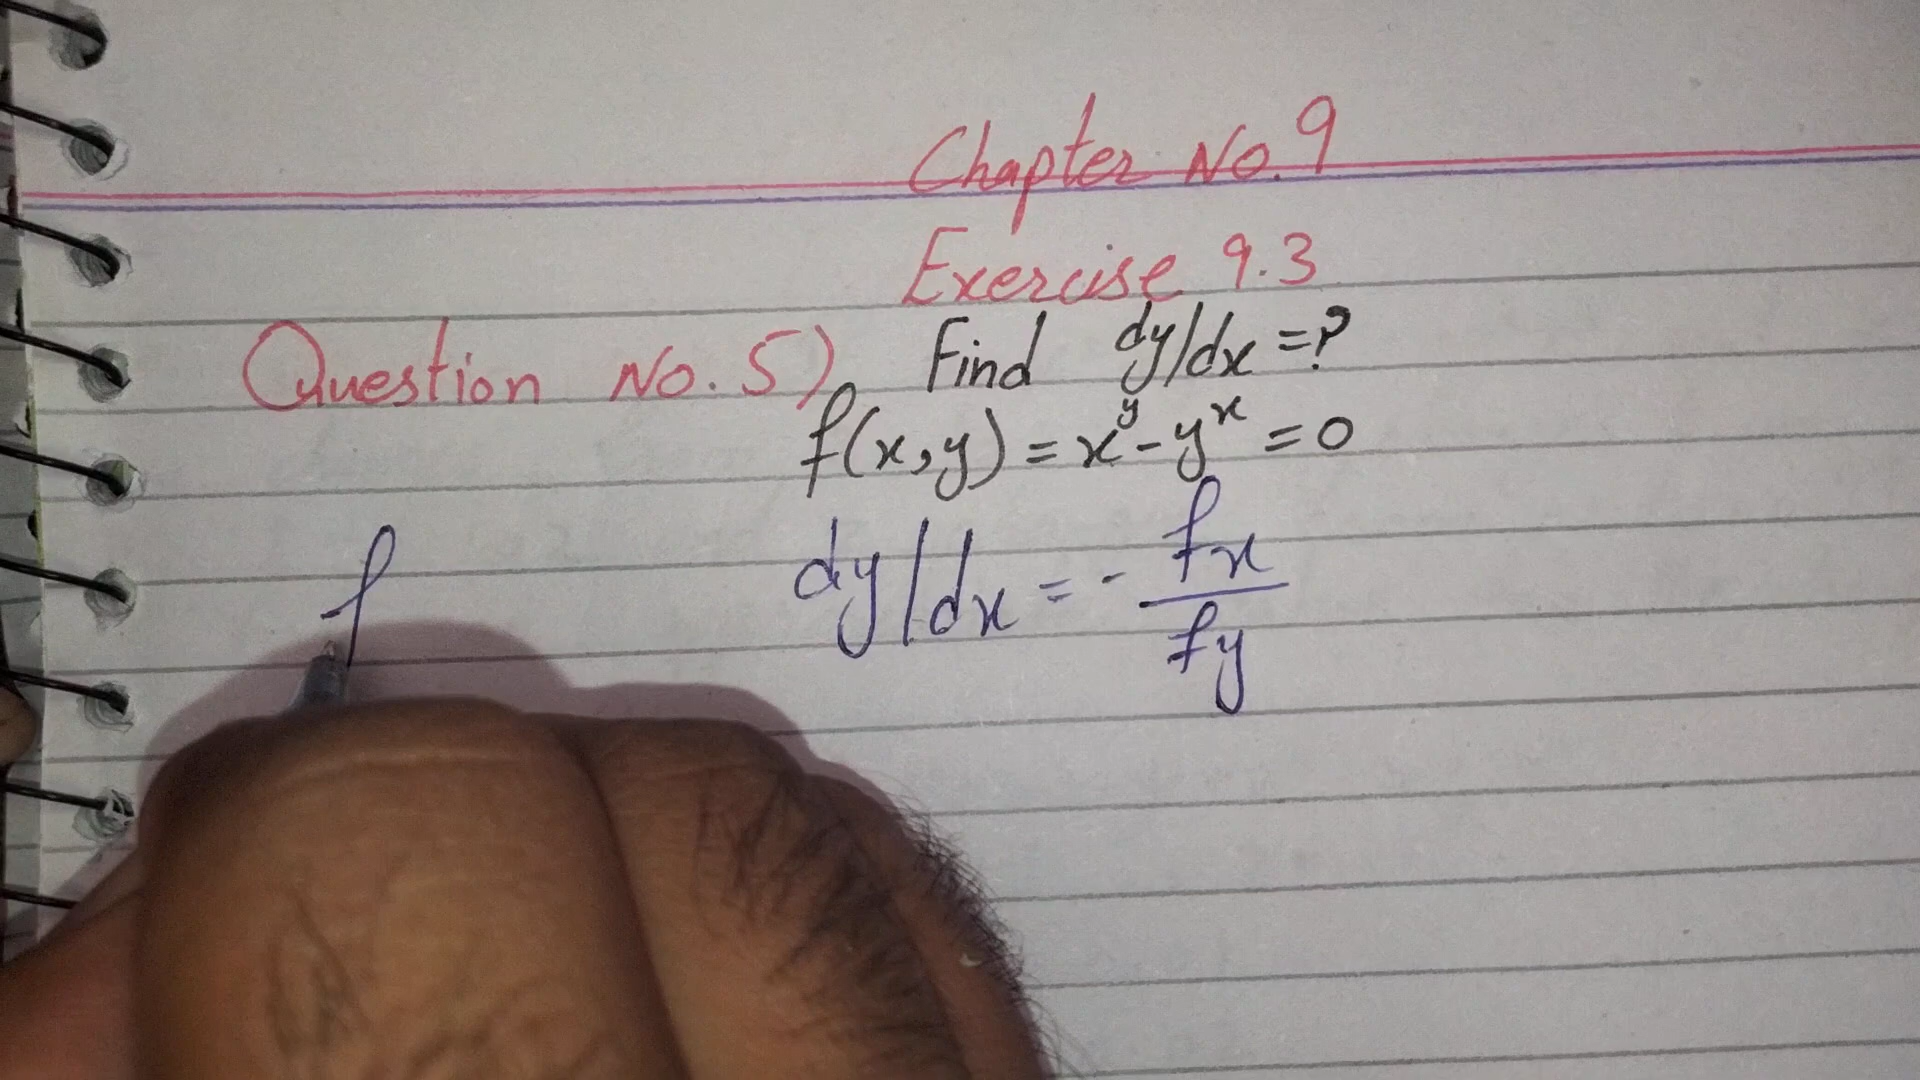 Chapter No. 9
Exercise 9.3
Question No. 5) Find dy/dx = ?
f(x,y) = x^y - y^x = 0
dy/dx = - fx/fy
f